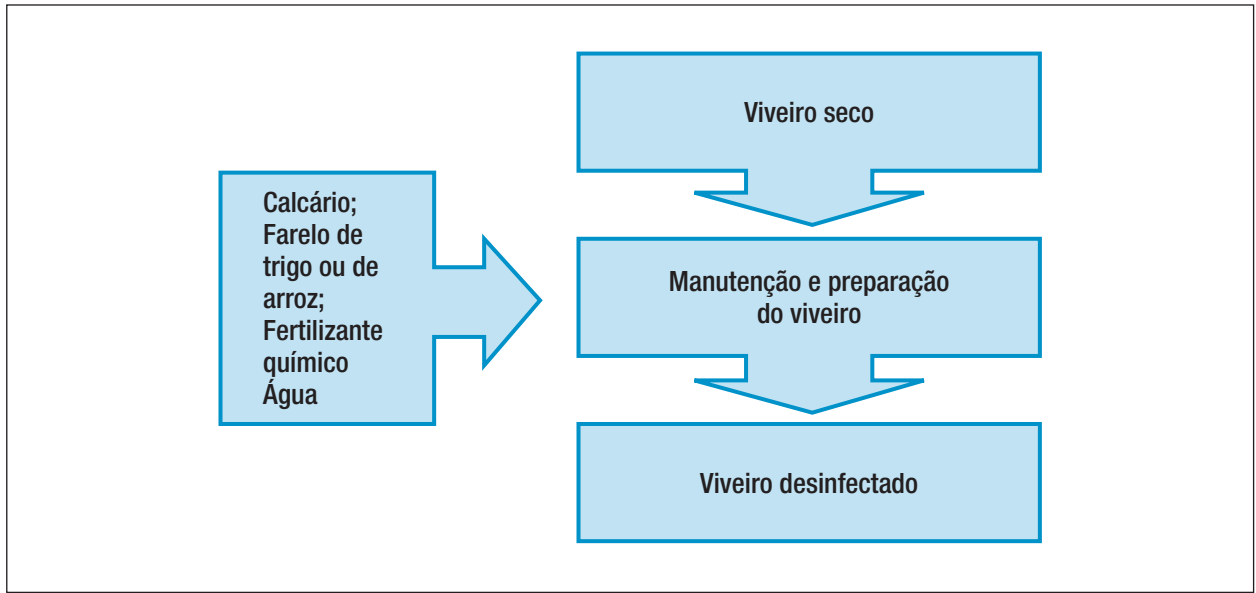 Viveiro seco
Calcário;
Farelo de
trigo ou de
arroz;
Fertilizante
químico
Água
Manutenção e preparação
do viveiro
Viveiro desinfectado